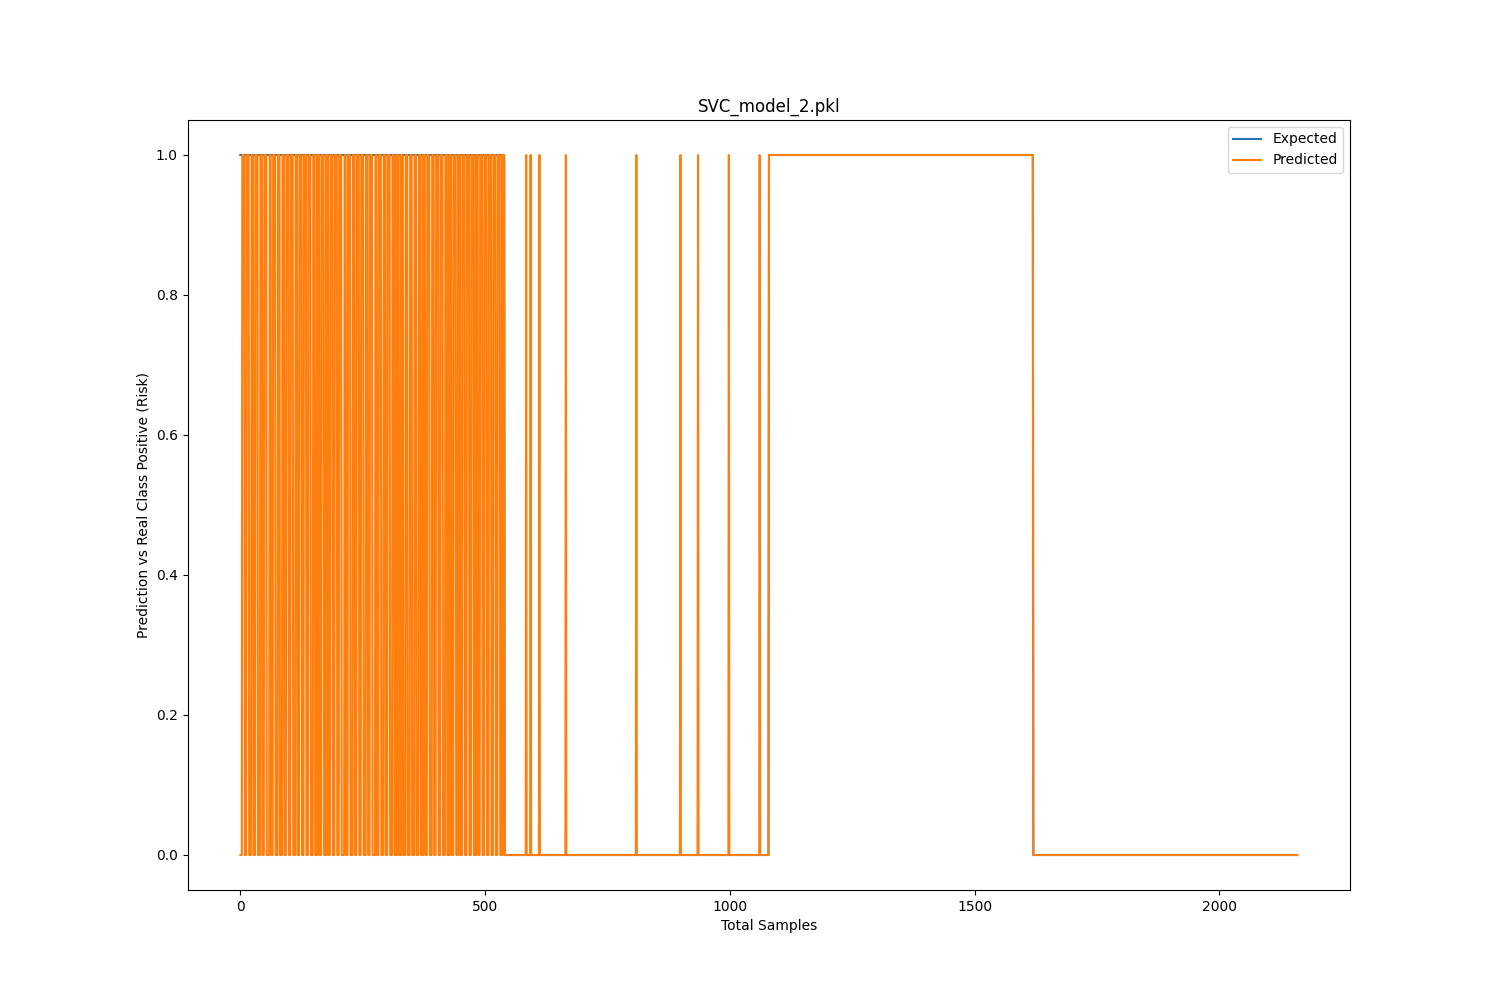 SVC_model_2.pkl
Expected
Predicted
Prediction vs Real Class Positive (Risk)
1.0
0.8
0.6
0.4
0.2
0.0
0 500 1000 1500 2000
Total Samples